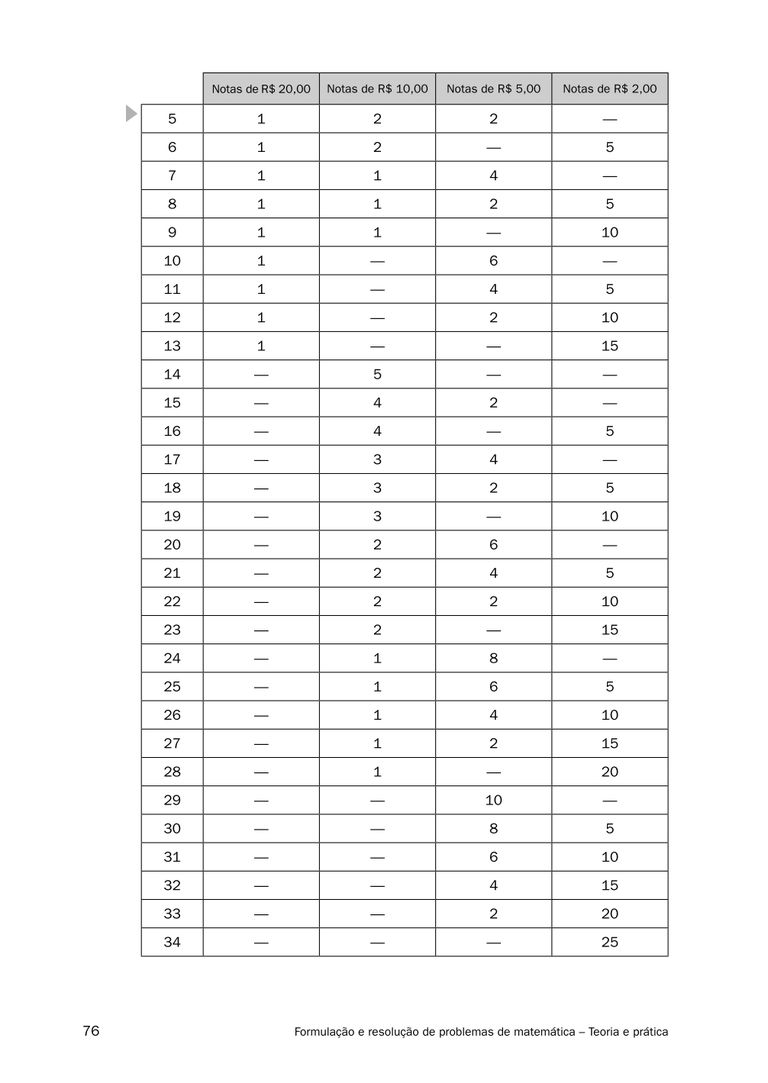 Notas de R$ 20,00 Notas de R$ 10,00 Notas de R$ 5,00 Notas de R$ 2,00
5 1 2 2 —
6 1 2 — 5
7 1 1 4 —
8 1 1 2 5
9 1 1 — 10
10 1 — 6 —
11 1 — 4 5
12 1 — 2 10
13 1 — — 15
14 — 5 — —
15 — 4 2 —
16 — 4 — 5
17 — 3 4 —
18 — 3 2 5
19 — 3 — 10
20 — 2 6 —
21 — 2 4 5
22 — 2 2 10
23 — 2 — 15
24 — 1 8 —
25 — 1 6 5
26 — 1 4 10
27 — 1 2 15
28 — 1 — 20
29 — — 10 —
30 — — 8 5
31 — — 6 10
32 — — 4 15
33 — — 2 20
34 — — — 25
76 Formulação e resolução de problemas de matemática – Teoria e prática